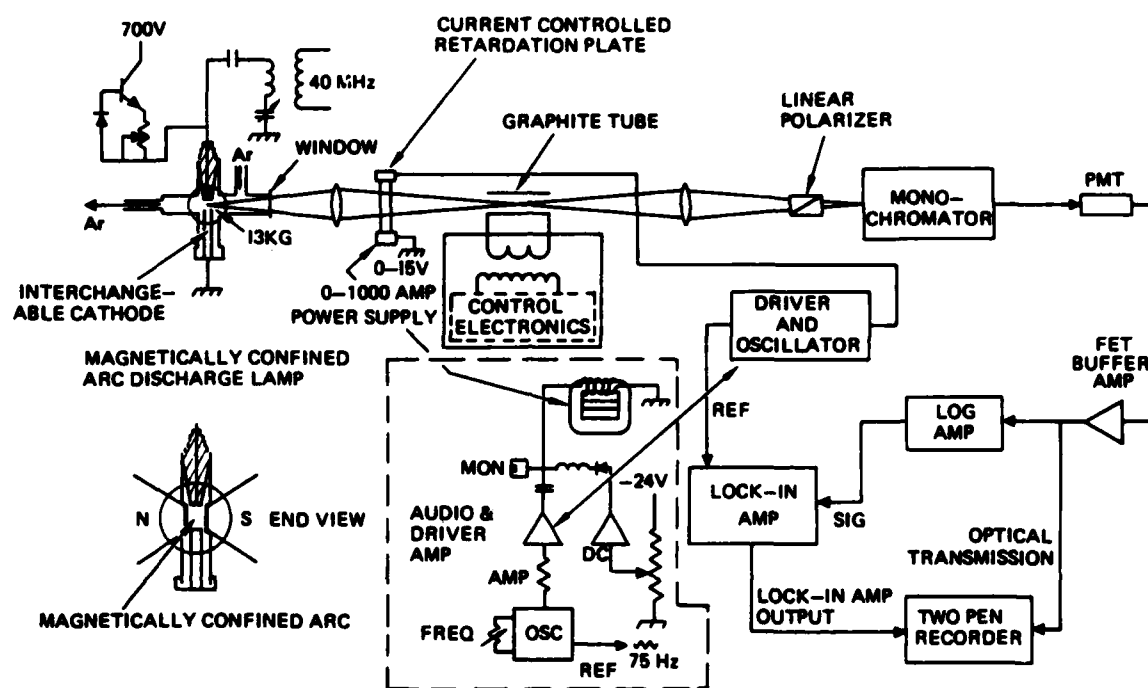 700V
CURRENT CONTROLLED
RETARDATION PLATE
40 MHz
LINEAR
POLARIZER
GRAPHITE TUBE
Ar
WINDOW
MONO-
CHROMATOR
PMT
Ar
13KG
0–15V
0–1000 AMP
POWER SUPPLY
INTERCHANGE-
ABLE CATHODE
CONTROL
ELECTRONICS
DRIVER
AND
OSCILLATOR
MAGNETICALLY CONFINED
ARC DISCHARGE LAMP
FET
BUFFER
AMP
REF
LOG
AMP
MON
–24V
LOCK–IN
AMP
SIG
N
S
END VIEW
AUDIO &
DRIVER
AMP
DC
OPTICAL
TRANSMISSION
AMP
MAGNETICALLY CONFINED ARC
LOCK–IN AMP
OUTPUT
TWO PEN
RECORDER
FREQ
OSC
REF
75 Hz